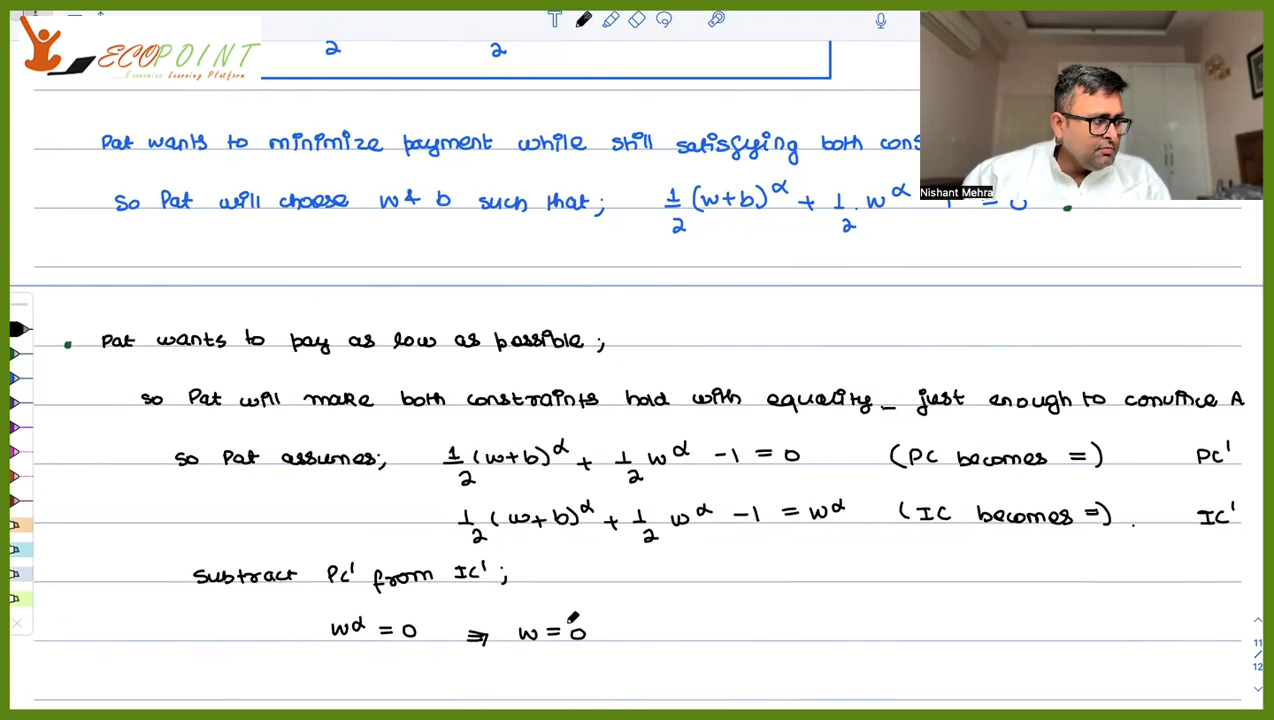 ECOPOINT
....Economics Learning Platform
2 2
Pat wants to minimize payment while still satisfying both
So Pat will choose w & b such that; 1/2 (w+b)^α + 1/2 . w^α
Nishant Mehra
Pat wants to pay as low as possible;
so Pat will make both constraints hold with equality_ just enough to convince A
so Pat assumes; 1/2 (w+b)^α + 1/2 w^α -1 = 0 (PC becomes =) PC'
1/2 (w+b)^α + 1/2 w^α -1 = w^α (IC becomes =). IC'
subtract PC' from IC';
w^α = 0 ⇒ w = 0
11
/
12